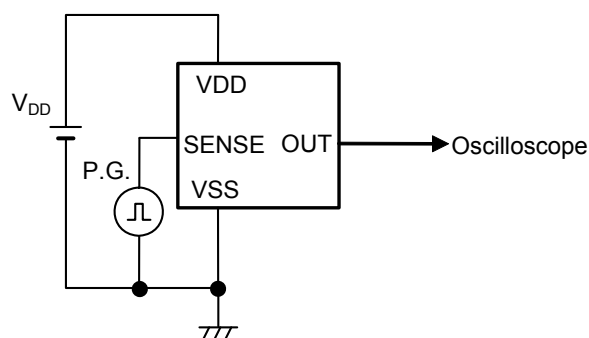 VDD
VDD
SENSE OUT
Oscilloscope
P.G.
VSS